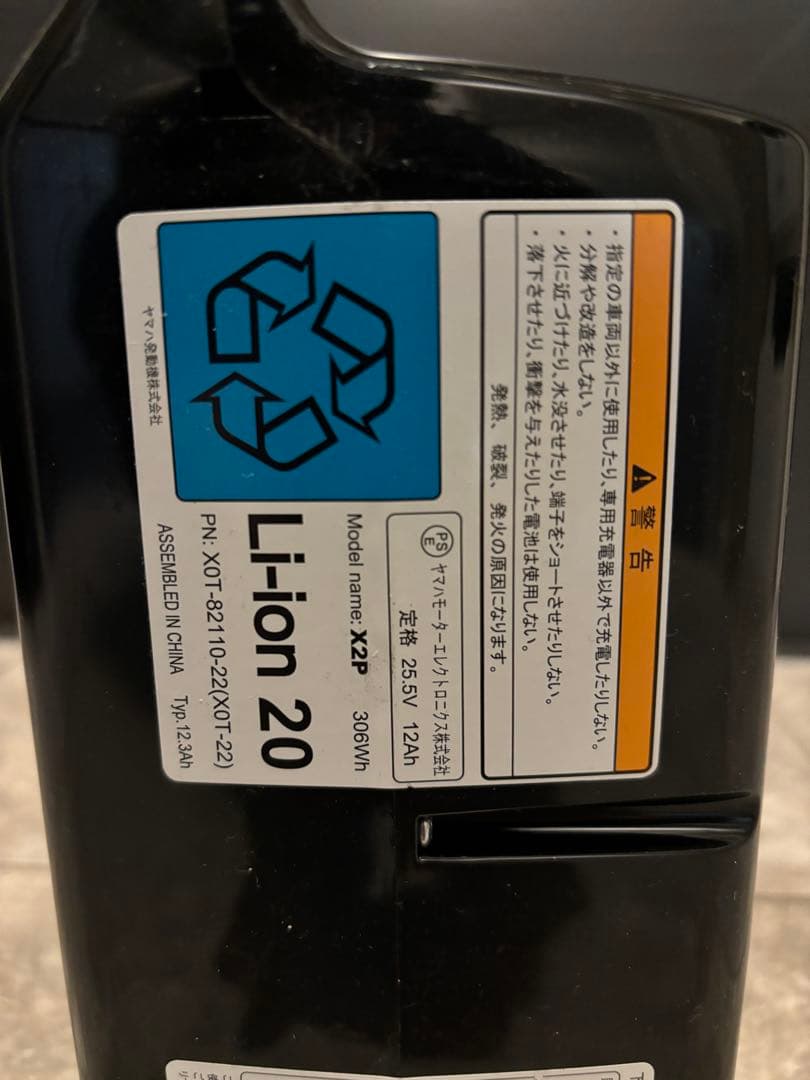 警告
・指定の車両以外に使用したり、専用充電器以外で充電したりしない。
・分解や改造をしない。
・火に近づけたり、水没させたり、端子をショートさせたりしない。
・落下させたり、衝撃を与えたりした電池は使用しない。
発熱、破裂、発火の原因になります。
PS
E
ヤマハモーターエレクトロニクス株式会社
定格 25.5V 12Ah
Model name: X2P 306Wh
Li-ion 20
PN: X0T-82110-22(X0T-22)
ASSEMBLED IN CHINA Typ.12.3Ah
ヤマハ発動機株式会社